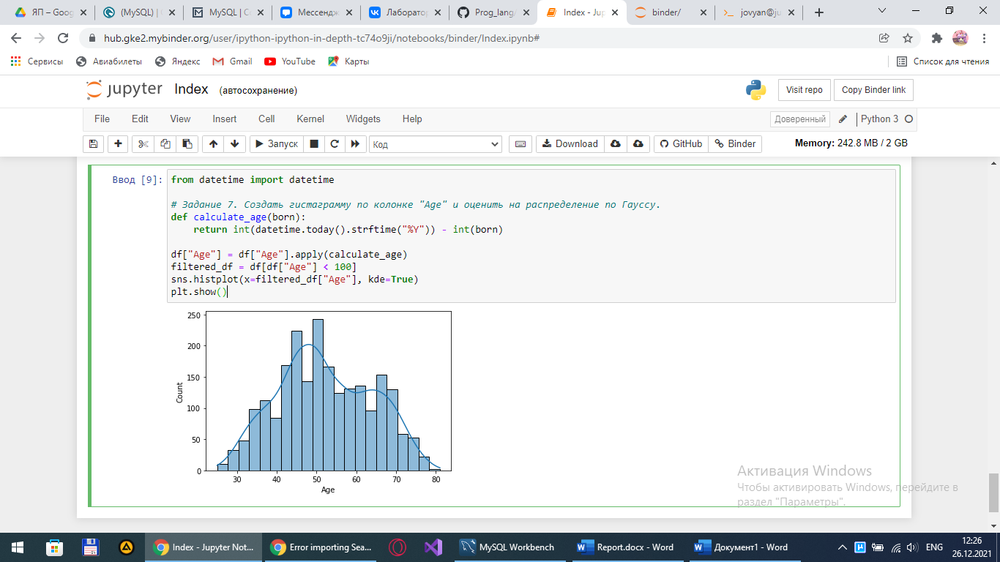 ЯП – Goog
(MySQL) | 
MySQL | Co
Мессендж
Лаборатор
Prog_lang/
Index - Jup
binder/
jovyan@ju
hub.gke2.mybinder.org/user/ipython-ipython-in-depth-tc74o9ji/notebooks/binder/Index.ipynb#
Сервисы
Авиабилеты
Яндекс
Gmail
YouTube
Карты
Список для чтения
jupyter Index (автосохранение)
Visit repo
Copy Binder link
File Edit View Insert Cell Kernel Widgets Help
Доверенный
Python 3
Запуск
Код
Download
GitHub
Binder
Memory: 242.8 MB / 2 GB
Ввод [9]:
from datetime import datetime
# Задание 7. Создать гистаграмму по колонке "Age" и оценить на распределение по Гауссу.
def calculate_age(born):
    return int(datetime.today().strftime("%Y")) - int(born)
df["Age"] = df["Age"].apply(calculate_age)
filtered_df = df[df["Age"] < 100]
sns.histplot(x=filtered_df["Age"], kde=True)
plt.show()
250
200
150
100
50
0
Count
30 40 50 60 70 80
Age
Активация Windows
Чтобы активировать Windows, перейдите в
раздел "Параметры".
Index - Jupyter Not...
Error importing Sea...
MySQL Workbench
Report.docx - Word
Документ1 - Word
ENG
12:26
26.12.2021